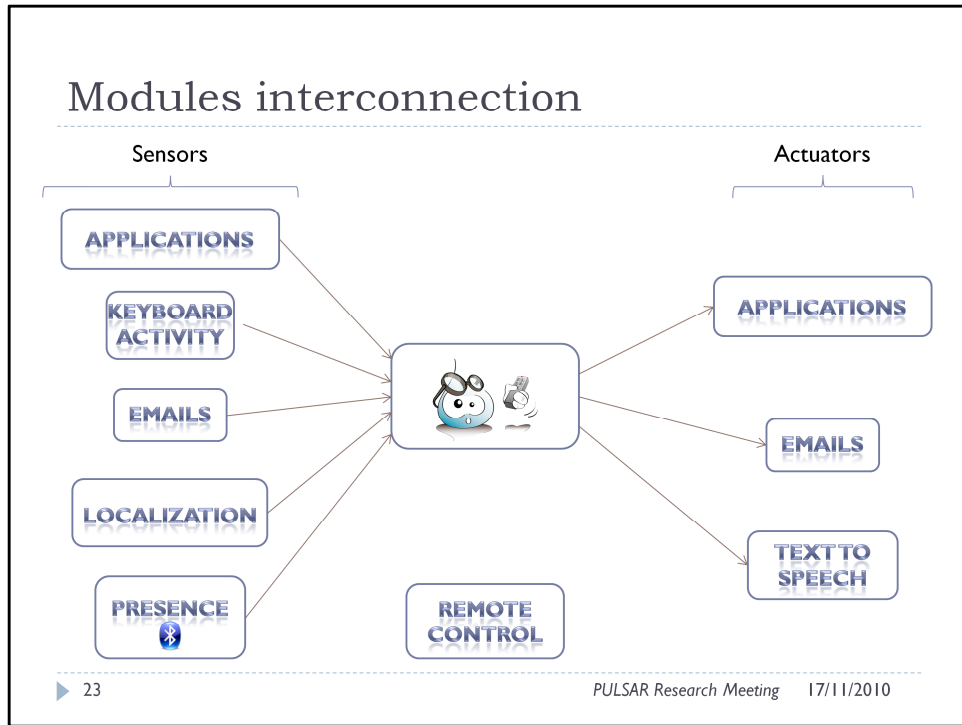 Modules interconnection
Sensors
Actuators
APPLICATIONS
KEYBOARD
ACTIVITY
EMAILS
LOCALIZATION
PRESENCE
REMOTE
CONTROL
APPLICATIONS
EMAILS
TEXT TO
SPEECH
23
PULSAR Research Meeting 17/11/2010